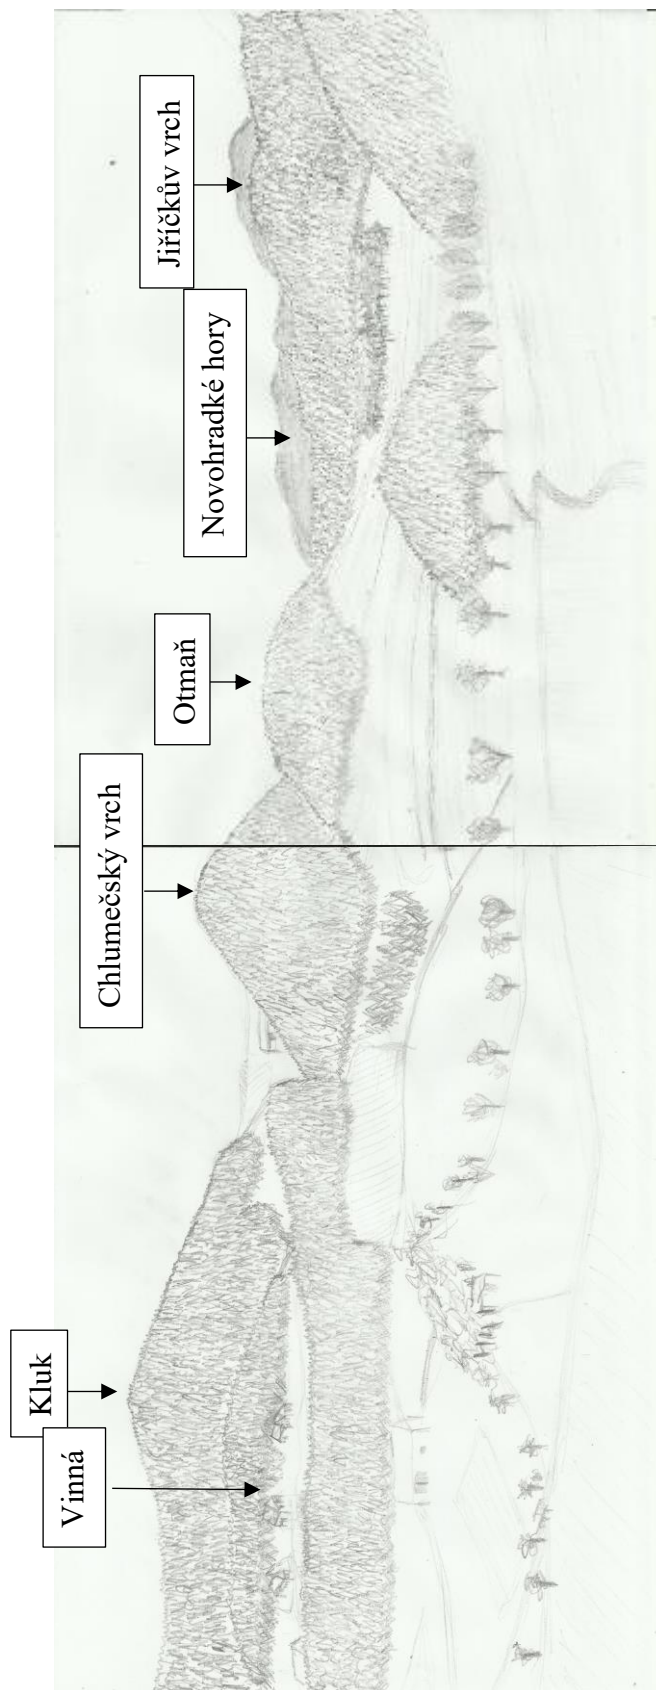 Kluk
Vinná
Chlumečský vrch
Otmaň
Novohradké hory
Jiříčkův vrch